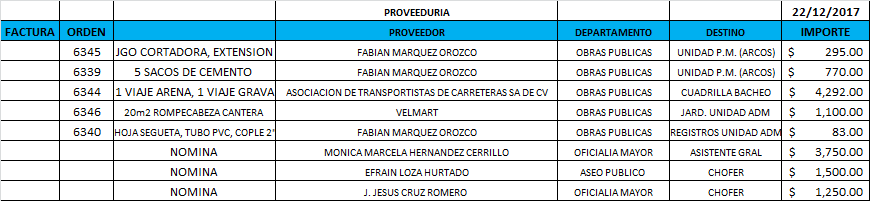 PROVEEDURIA 22/12/2017
FACTURA ORDEN PROVEEDOR DEPARTAMENTO DESTINO IMPORTE
6345 JGO CORTADORA, EXTENSION FABIAN MARQUEZ OROZCO OBRAS PUBLICAS UNIDAD P.M. (ARCOS) $ 295.00
6339 5 SACOS DE CEMENTO FABIAN MARQUEZ OROZCO OBRAS PUBLICAS UNIDAD P.M. (ARCOS) $ 770.00
6344 1 VIAJE ARENA, 1 VIAJE GRAVA ASOCIACION DE TRANSPORTISTAS DE CARRETERAS SA DE CV OBRAS PUBLICAS CUADRILLA BACHEO $ 4,292.00
6346 20m2 ROMPECABEZA CANTERA VELMART OBRAS PUBLICAS JARD. UNIDAD ADM $ 1,100.00
6340 HOJA SEGUETA, TUBO PVC, COPLE 2" FABIAN MARQUEZ OROZCO OBRAS PUBLICAS REGISTROS UNIDAD ADM $ 83.00
NOMINA MONICA MARCELA HERNANDEZ CERRILLO OFICIALIA MAYOR ASISTENTE GRAL $ 3,750.00
NOMINA EFRAIN LOZA HURTADO ASEO PUBLICO CHOFER $ 1,500.00
NOMINA J. JESUS CRUZ ROMERO OFICIALIA MAYOR CHOFER $ 1,250.00